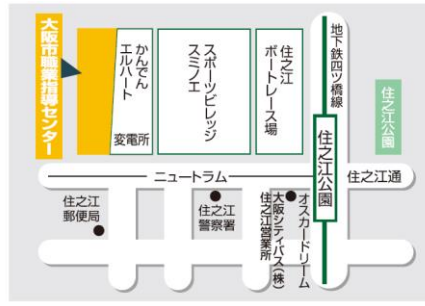 大阪市職業指導センター
かんでん
エルハート
変電所
スポーツビレッジ
スミノエ
住之江
ボートレース場
地下鉄四ツ橋線
住之江公園
住之江公園
ニュートラム
住之江通
住之江
郵便局
住之江
警察署
オスカードリーム
大阪シティバス(株)
住之江営業所